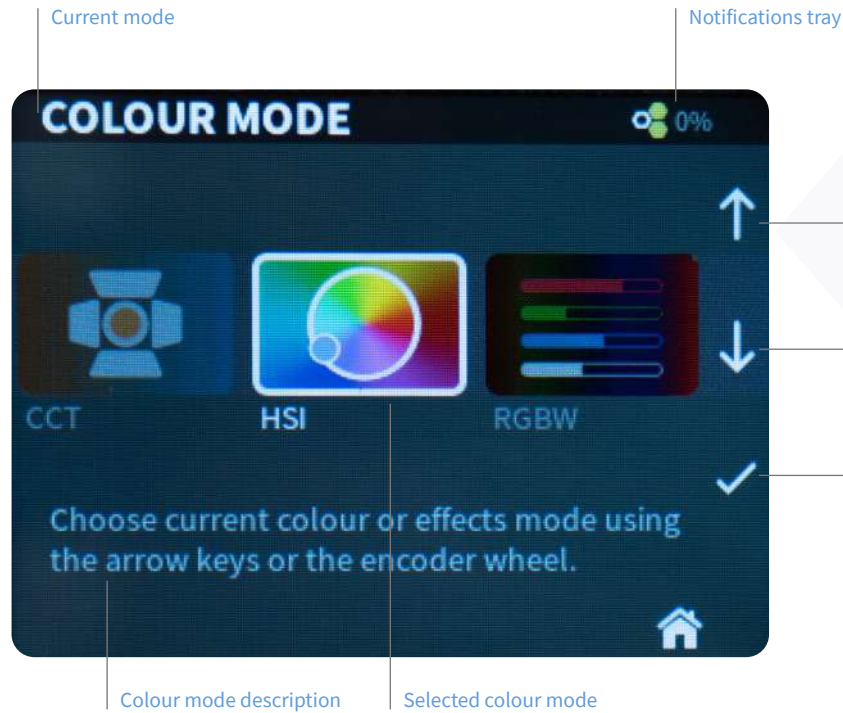 Current mode
Notifications tray
COLOUR MODE
0%
CCT
HSI
RGBW
Choose current colour or effects mode using
the arrow keys or the encoder wheel.
Colour mode description
Selected colour mode